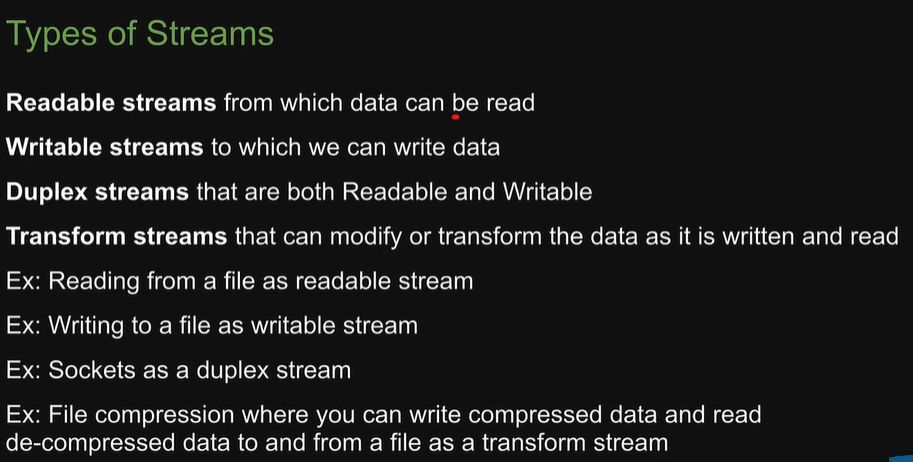 Types of Streams
Readable streams from which data can be read
Writable streams to which we can write data
Duplex streams that are both Readable and Writable
Transform streams that can modify or transform the data as it is written and read
Ex: Reading from a file as readable stream
Ex: Writing to a file as writable stream
Ex: Sockets as a duplex stream
Ex: File compression where you can write compressed data and read
de-compressed data to and from a file as a transform stream